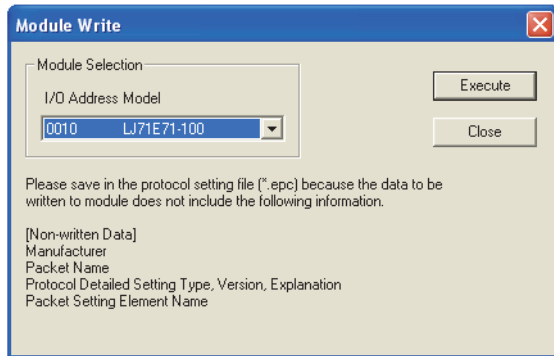 Module Write
Module Selection
I/O Address Model
0010 LJ71E71-100
Execute
Close
Please save in the protocol setting file (*.epc) because the data to be
written to module does not include the following information.
[Non-written Data]
Manufacturer
Packet Name
Protocol Detailed Setting Type, Version, Explanation
Packet Setting Element Name